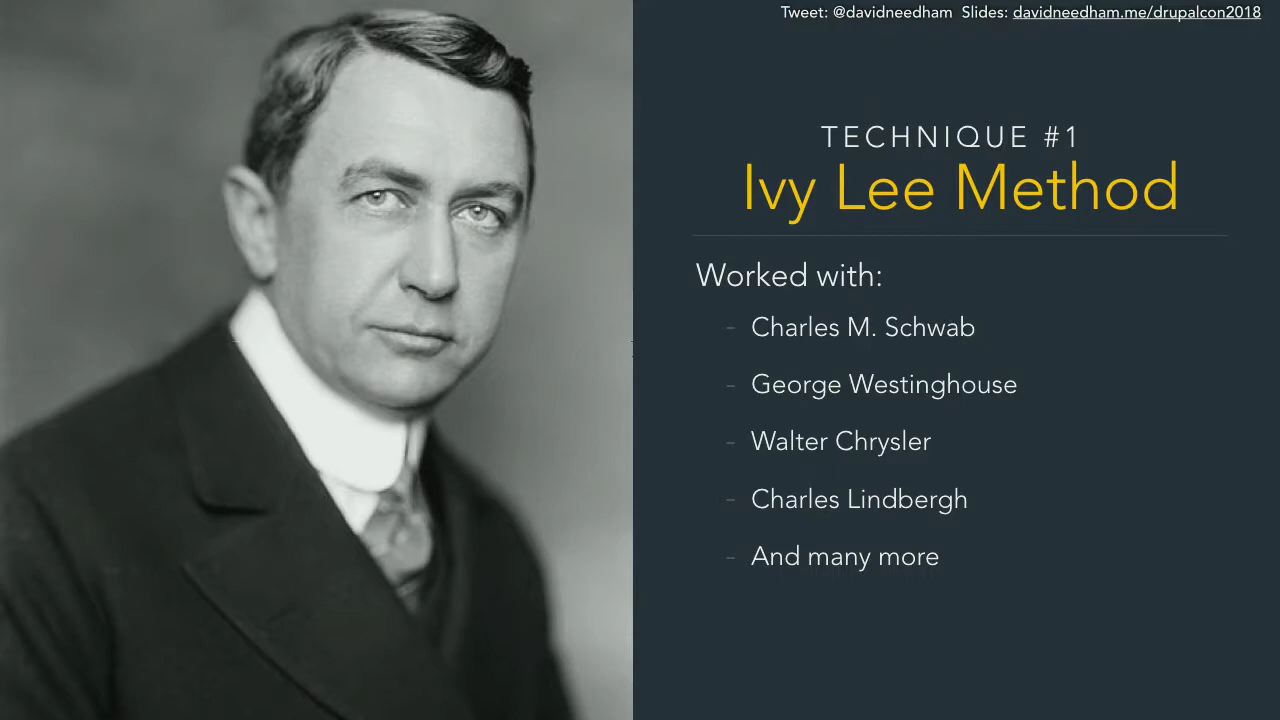 Tweet: @davidneedham Slides: davidneedham.me/drupalcon2018
TECHNIQUE #1
Ivy Lee Method
Worked with:
- Charles M. Schwab
- George Westinghouse
- Walter Chrysler
- Charles Lindbergh
- And many more